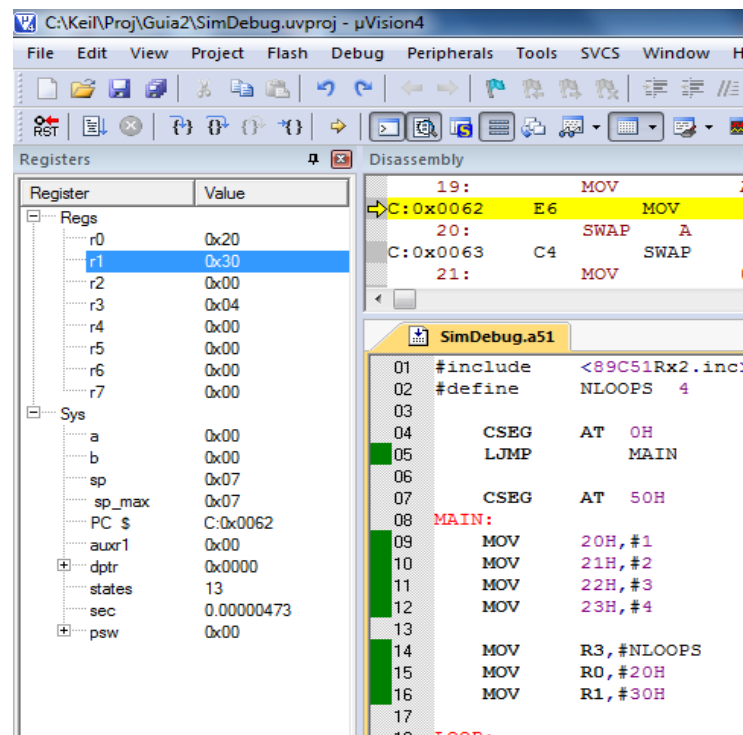 C:\Keil\Proj\Guia2\SimDebug.uvproj - µVision4
File Edit View Project Flash Debug Peripherals Tools SVCS Window H
RST
Registers
Register Value
Regs
r0 0x20
r1 0x30
r2 0x00
r3 0x04
r4 0x00
r5 0x00
r6 0x00
r7 0x00
Sys
a 0x00
b 0x00
sp 0x07
sp_max 0x07
PC $ C:0x0062
auxr1 0x00
dptr 0x0000
states 13
sec 0.00000473
psw 0x00
Disassembly
19: MOV
C:0x0062 E6 MOV
20: SWAP A
C:0x0063 C4 SWAP
21: MOV
SimDebug.a51
01 #include <89C51Rx2.inc
02 #define NLOOPS 4
03
04 CSEG AT 0H
05 LJMP MAIN
06
07 CSEG AT 50H
08 MAIN:
09 MOV 20H,#1
10 MOV 21H,#2
11 MOV 22H,#3
12 MOV 23H,#4
13
14 MOV R3,#NLOOPS
15 MOV R0,#20H
16 MOV R1,#30H
17